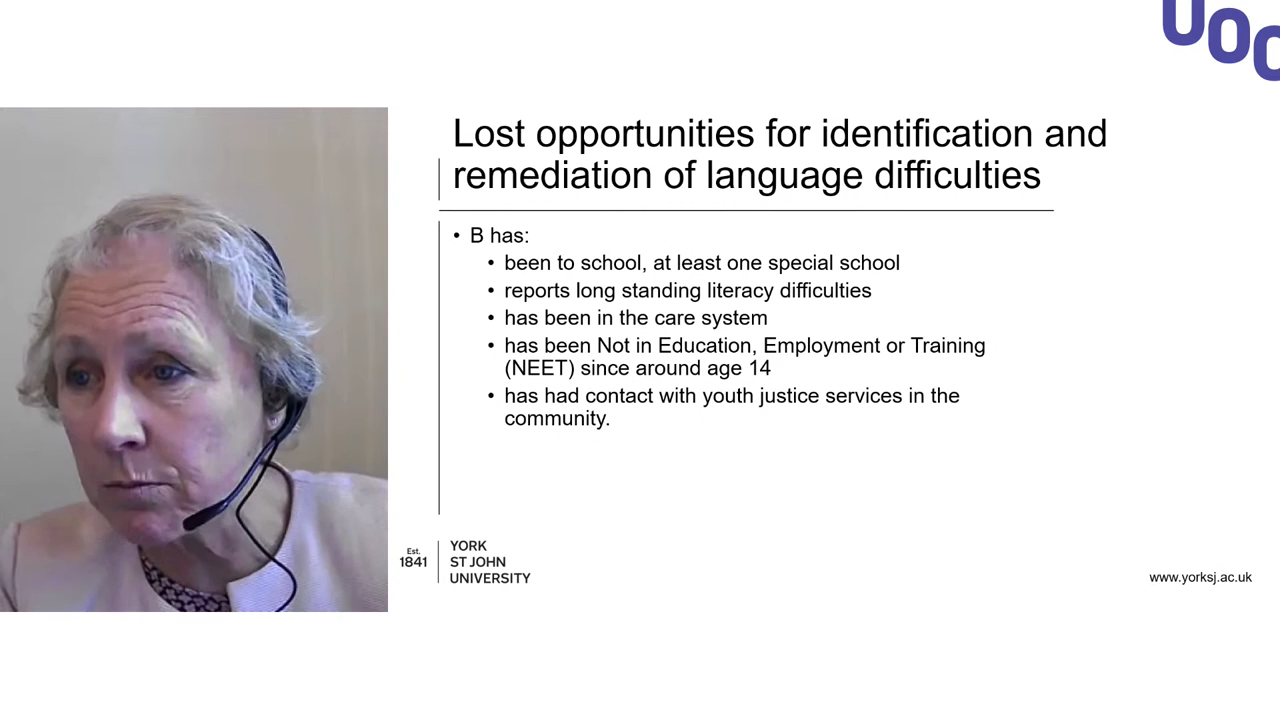 UOC
Lost opportunities for identification and
remediation of language difficulties
• B has:
• been to school, at least one special school
• reports long standing literacy difficulties
• has been in the care system
• has been Not in Education, Employment or Training
(NEET) since around age 14
• has had contact with youth justice services in the
community.
Est.
1841
YORK
ST JOHN
UNIVERSITY
www.yorksj.ac.uk